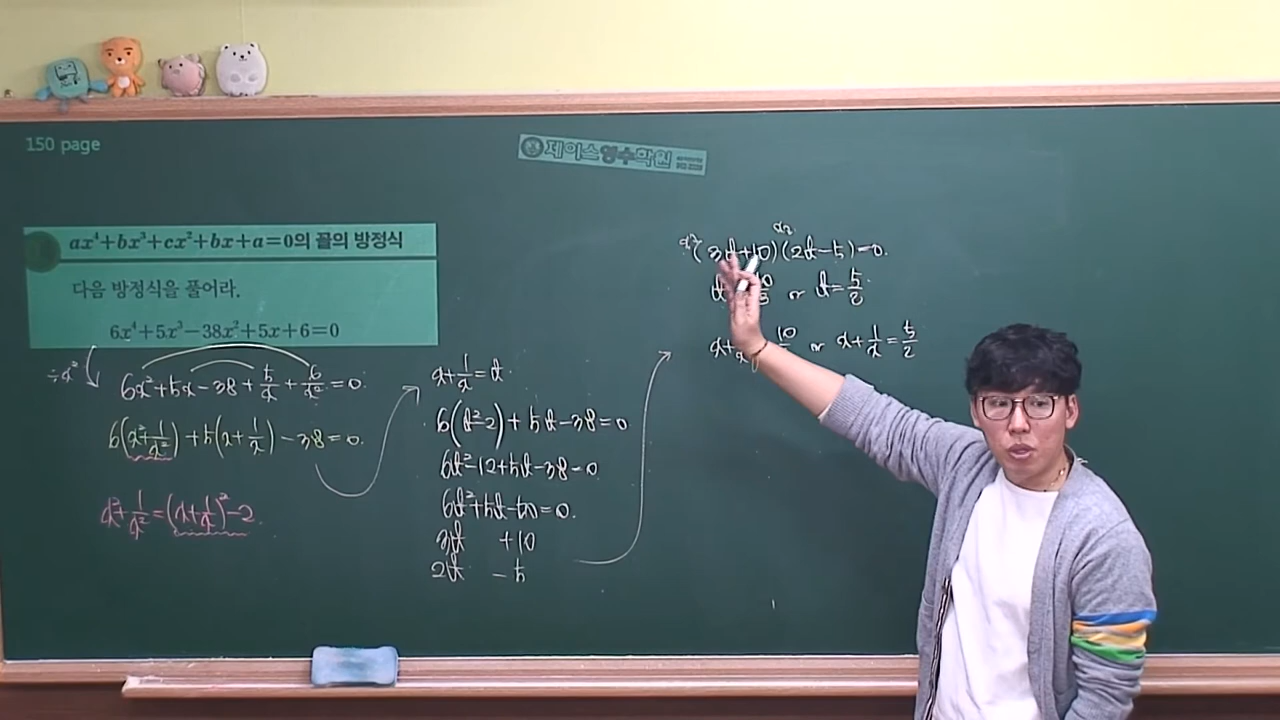 150 page
제이스영수학원
ax⁴+bx³+cx²+bx+a=0의 꼴의 방정식
다음 방정식을 풀어라.
6x⁴+5x³−38x²+5x+6=0
÷x²
6x²+5x−38+5/x+6/x²=0
6(x²+1/x²)+5(x+1/x)−38=0
x²+1/x²=(x+1/x)²−2
x+1/x=t
6(t²−2)+5t−38=0
6t²−12+5t−38=0
6t²+5t−50=0
3t +10
2t −5
(3t+10)(2t−5)=0
or t=5/2
or x+1/x=5/2